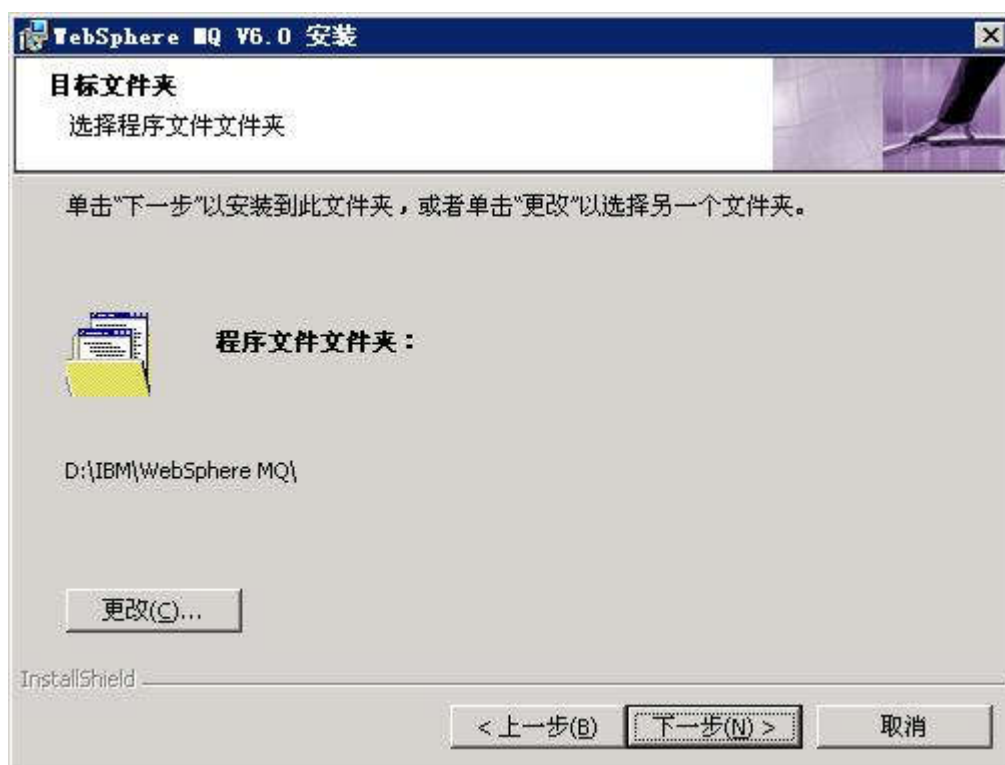 WebSphere MQ V6.0 安装
目标文件夹
选择程序文件文件夹
单击“下一步”以安装到此文件夹，或者单击“更改”以选择另一个文件夹。
程序文件文件夹：
D:\IBM\WebSphere MQ\
更改(C)...
InstallShield
< 上一步(B)
下一步(N) >
取消